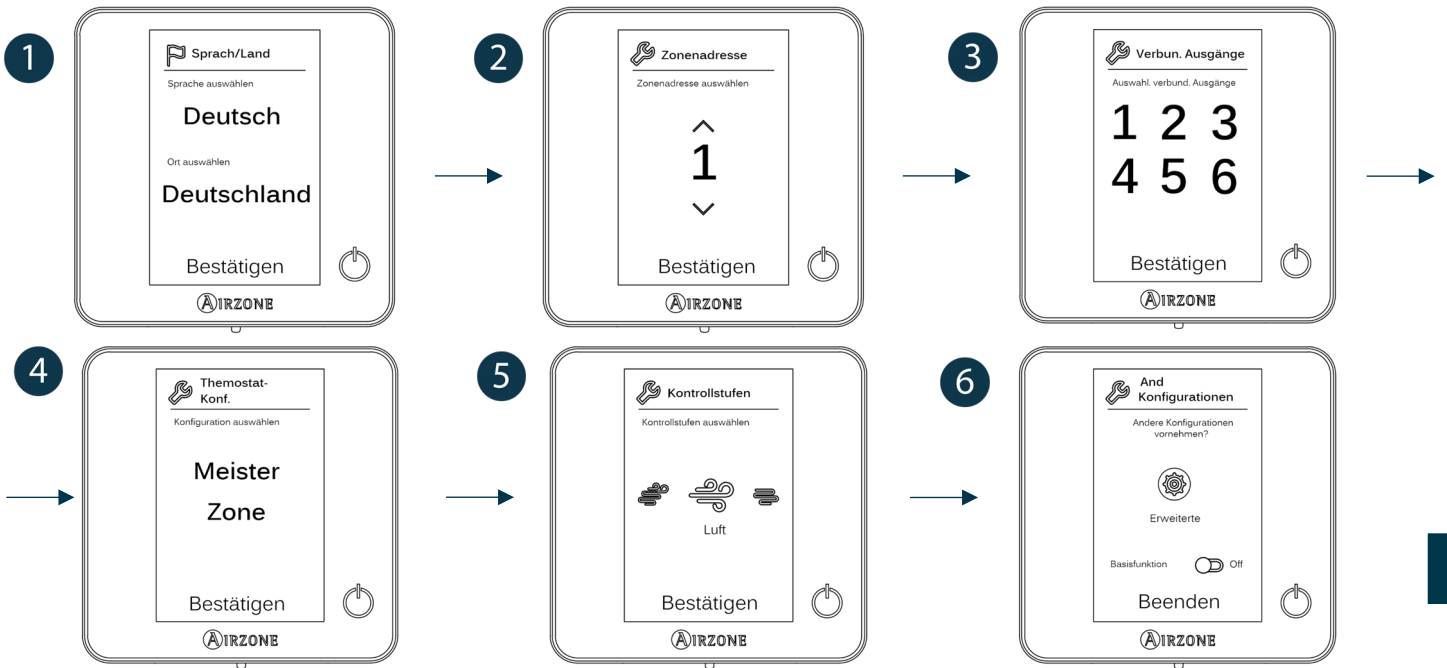 1
Sprach/Land
Sprache auswählen
Deutsch
Ort auswählen
Deutschland
Bestätigen
AIRZONE
2
Zonenadresse
Zonenadresse auswählen
1
Bestätigen
AIRZONE
3
Verbun. Ausgänge
Auswahl. verbund. Ausgänge
1 2 3
4 5 6
Bestätigen
AIRZONE
4
Themostat-
Konf.
Konfiguration auswählen
Meister
Zone
Bestätigen
AIRZONE
5
Kontrollstufen
Kontrollstufen auswählen
Luft
Bestätigen
AIRZONE
6
And
Konfigurationen
Andere Konfigurationen
vornehmen?
Erweiterte
Basisfunktion Off
Beenden
AIRZONE